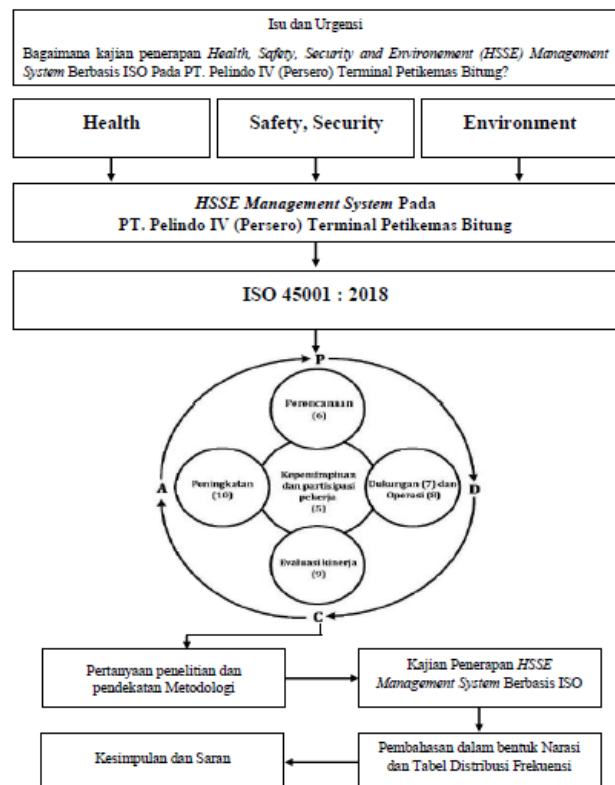 Isu dan Urgensi
Bagaimana kajian penerapan Health, Safety, Security and Environement (HSSE) Management
System Berbasis ISO Pada PT. Pelindo IV (Persero) Terminal Petikemas Bitung?
Health
Safety, Security
Environment
HSSE Management System Pada
PT. Pelindo IV (Persero) Terminal Petikemas Bitung
ISO 45001 : 2018
P
Perencanaan
(6)
A
Peningkatan
(10)
Kepemimpinan
dan partisipasi
pekerja
(5)
Dukungan (7) dan
Operasi (8)
D
Evaluasi kinerja
(9)
C
Pertanyaan penelitian dan
pendekatan Metodologi
Kajian Penerapan HSSE
Management System Berbasis ISO
Kesimpulan dan Saran
Pembahasan dalam bentuk Narasi
dan Tabel Distribusi Frekuensi